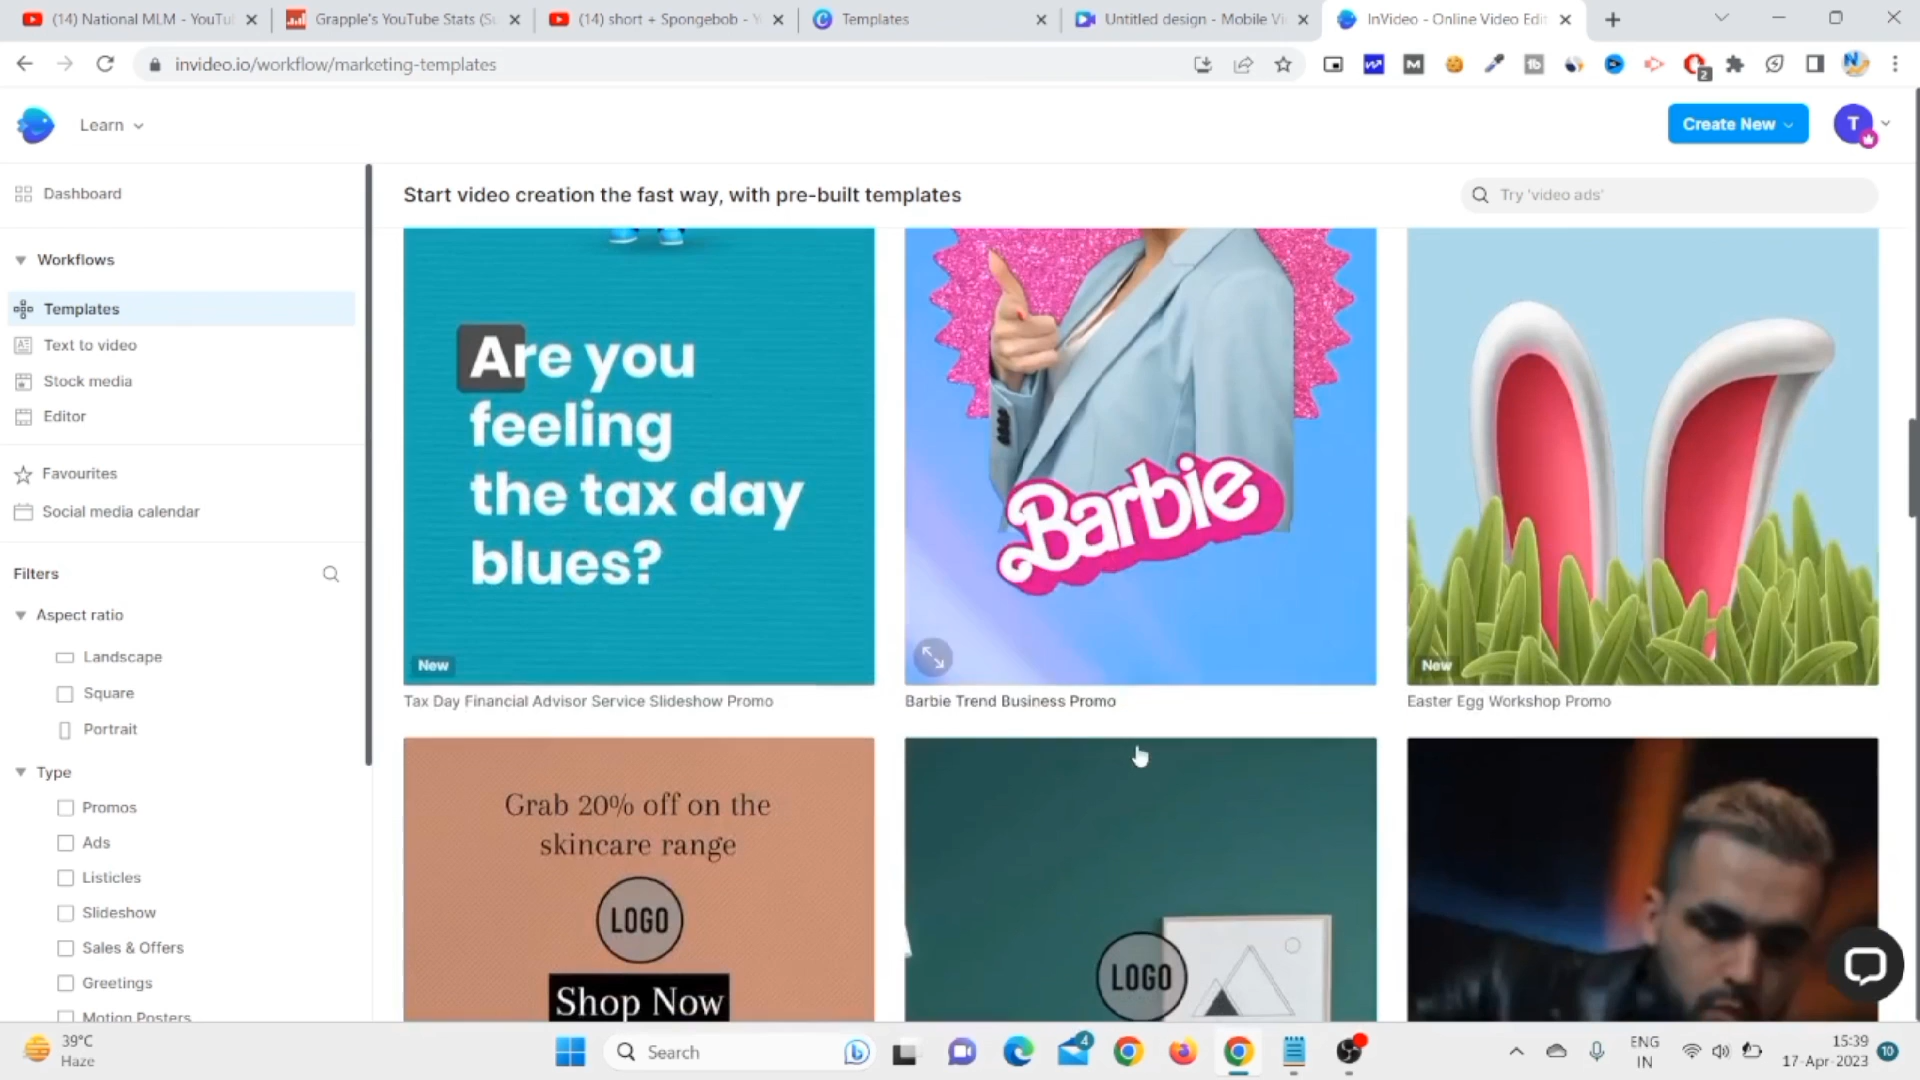 (14) National MLM - YouTu
Grapple's YouTube Stats (Su
(14) short + Spongebob - Y
Templates
Untitled design - Mobile Vi
InVideo - Online Video Edit
invideo.io/workflow/marketing-templates
2
Learn
Create New
T
Dashboard
Workflows
Templates
Text to video
Stock media
Editor
Favourites
Social media calendar
Filters
Aspect ratio
Landscape
Square
Portrait
Type
Promos
Ads
Listicles
Slideshow
Sales & Offers
Greetings
Motion Posters
Start video creation the fast way, with pre-built templates
Try 'video ads'
Are you
feeling
the tax day
blues?
New
Tax Day Financial Advisor Service Slideshow Promo
Barbie
Barbie Trend Business Promo
New
Easter Egg Workshop Promo
Grab 20% off on the
skincare range
LOGO
Shop Now
LOGO
39°C
Haze
Search
4
ENG
IN
15:39
17-Apr-2023
10